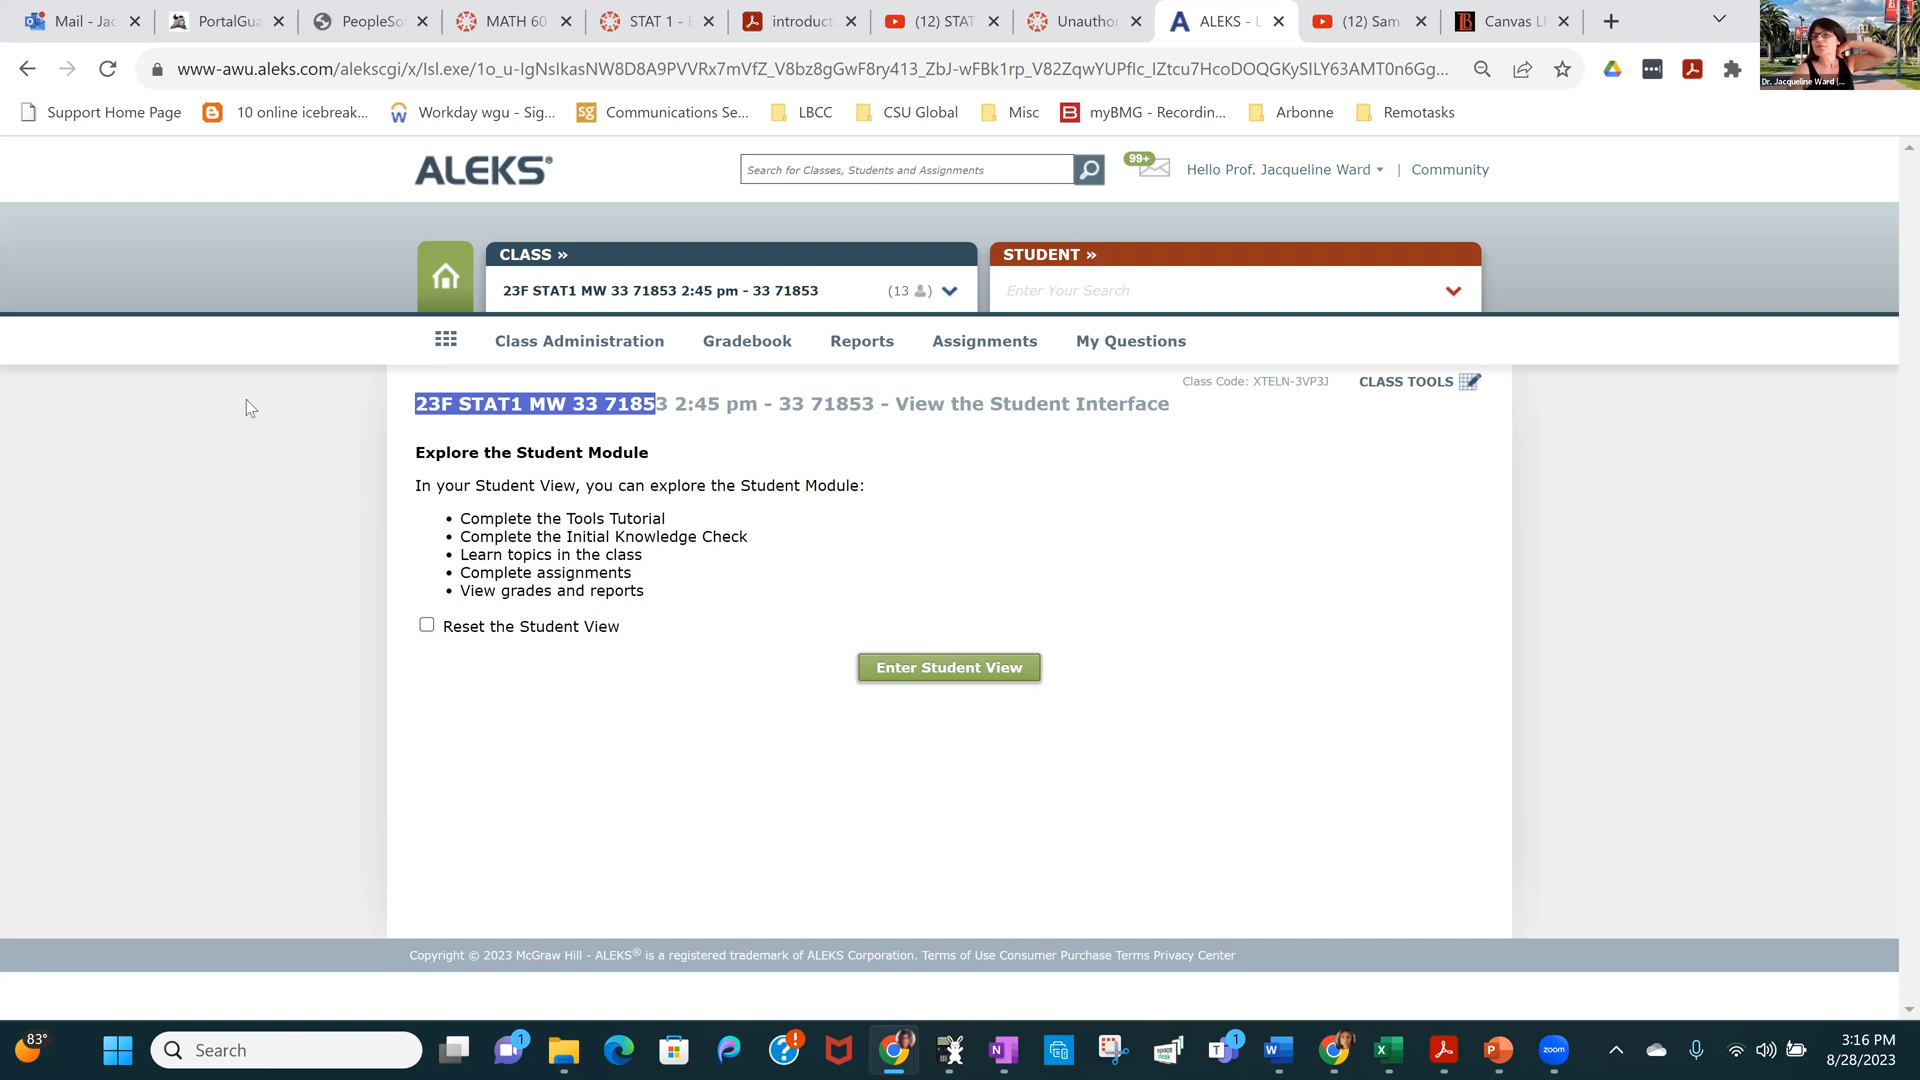 Mail - Jac
PortalGua
PeopleSo
MATH 60
STAT 1 - E
introduct
(12) STAT
Unautho
ALEKS - L
(12) Sam
Canvas L
www-awu.aleks.com/alekscgi/x/Isl.exe/1o_u-IgNsIkasNW8D8A9PVVRx7mVfZ_V8bz8gGwF8ry413_ZbJ-wFBk1rp_V82ZqwYUPfIc_IZtcu7HcoDOQGKySILY63AMT0n6Gg...
Dr. Jacqueline Ward (...
Support Home Page
10 online icebreak...
Workday wgu - Sig...
sg
Communications Se...
LBCC
CSU Global
Misc
B
myBMG - Recordin...
Arbonne
Remotasks
ALEKS®
Search for Classes, Students and Assignments
99+
Hello Prof. Jacqueline Ward
|
Community
CLASS »
STUDENT »
23F STAT1 MW 33 71853 2:45 pm - 33 71853
(13 )
Enter Your Search
Class Administration
Gradebook
Reports
Assignments
My Questions
Class Code: XTELN-3VP3J
CLASS TOOLS
23F STAT1 MW 33 71853 2:45 pm - 33 71853 - View the Student Interface
Explore the Student Module
In your Student View, you can explore the Student Module:
• Complete the Tools Tutorial
• Complete the Initial Knowledge Check
• Learn topics in the class
• Complete assignments
• View grades and reports
Reset the Student View
Enter Student View
Copyright © 2023 McGraw Hill - ALEKS® is a registered trademark of ALEKS Corporation. Terms of Use Consumer Purchase Terms Privacy Center
83°
Search
1
1
zoom
3:16 PM
8/28/2023